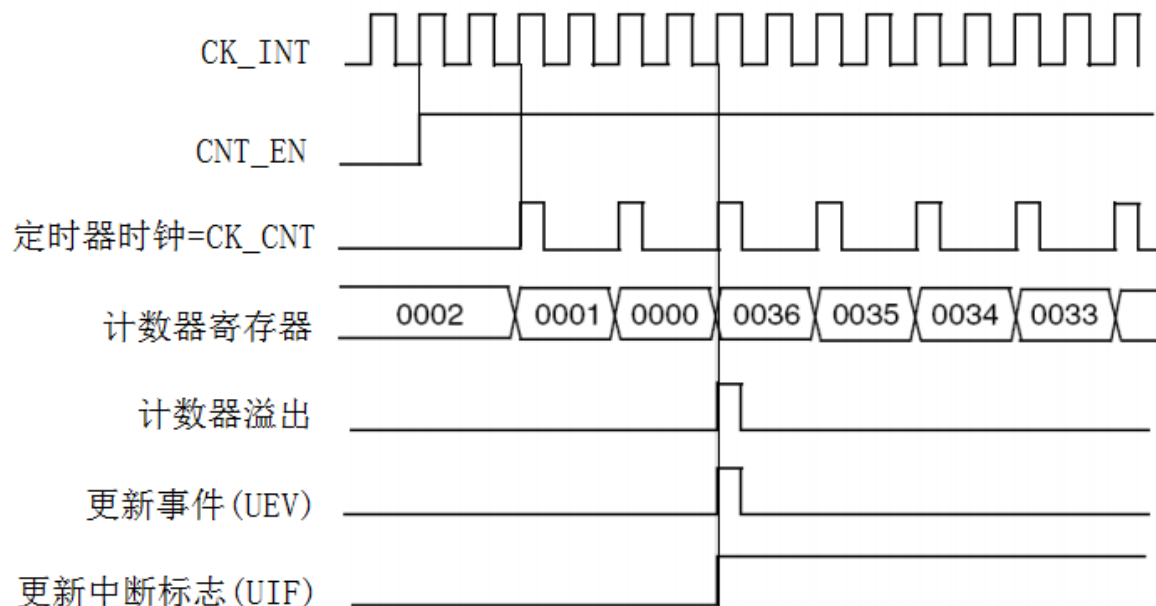 CK_INT
CNT_EN
定时器时钟=CK_CNT
计数器寄存器 0002 0001 0000 0036 0035 0034 0033
计数器溢出
更新事件(UEV)
更新中断标志(UIF)